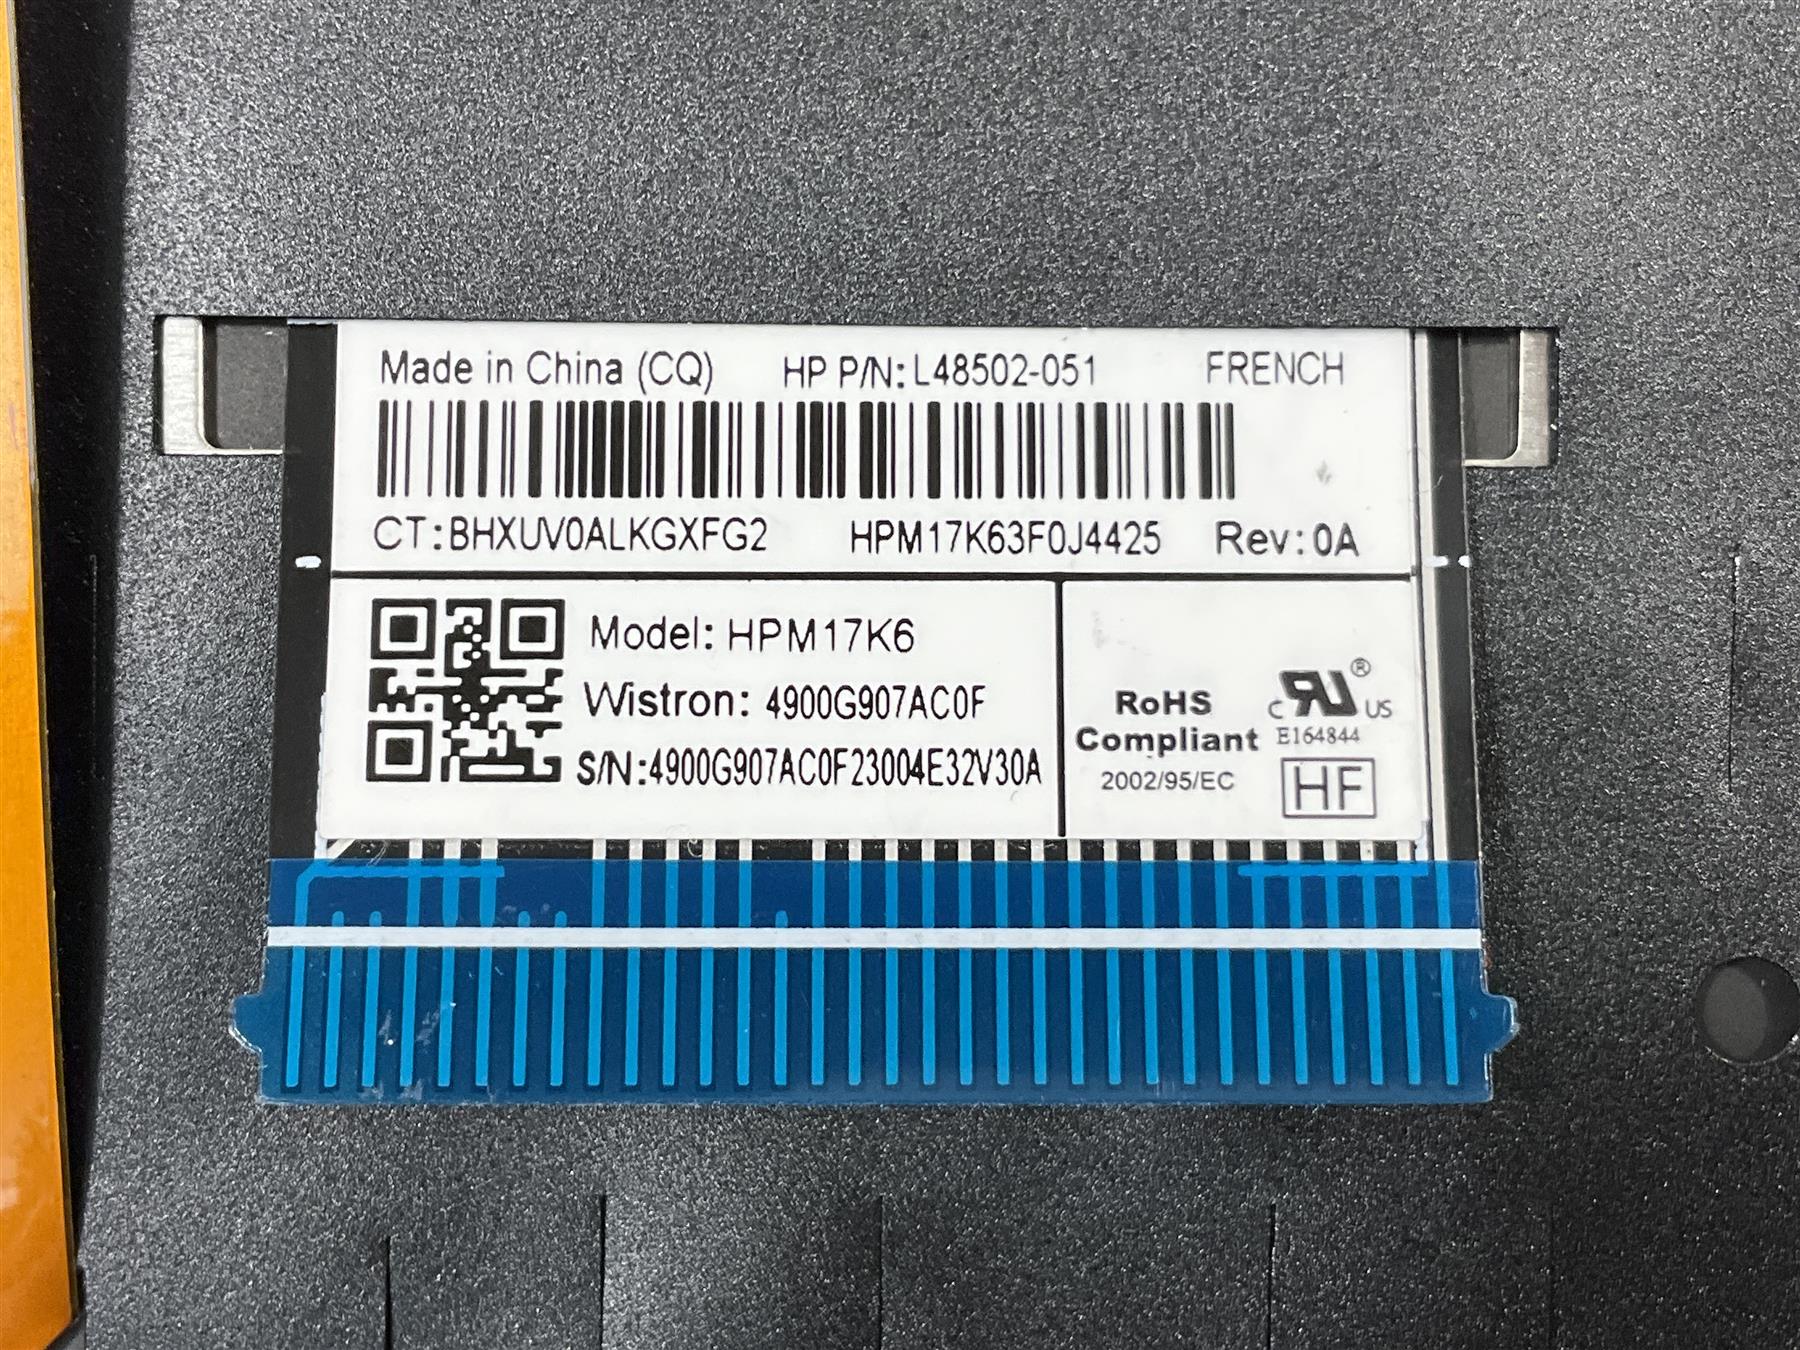 Made in China (CQ) HP P/N: L48502-051 FRENCH
CT: BHXUV0ALKGXFG2 HPM17K63F0J4425 Rev: 0A
Model: HPM17K6
Wistron: 4900G907AC0F
S/N: 4900G907AC0F23004E32V30A
RoHS
Compliant
2002/95/EC
c RU ® US
E164844
HF